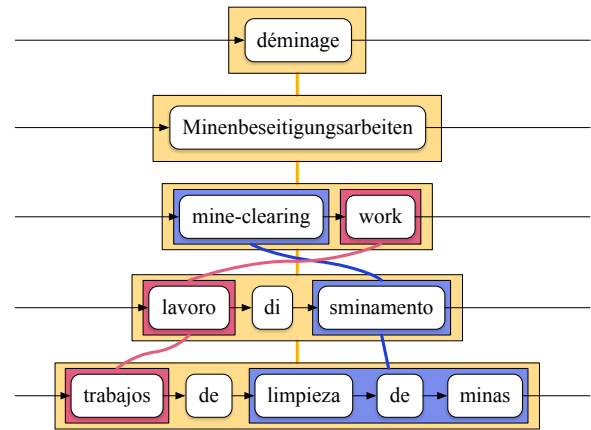 déminage
Minenbeseitigungsarbeiten
mine-clearing work
lavoro di sminamento
trabajos de limpieza de minas